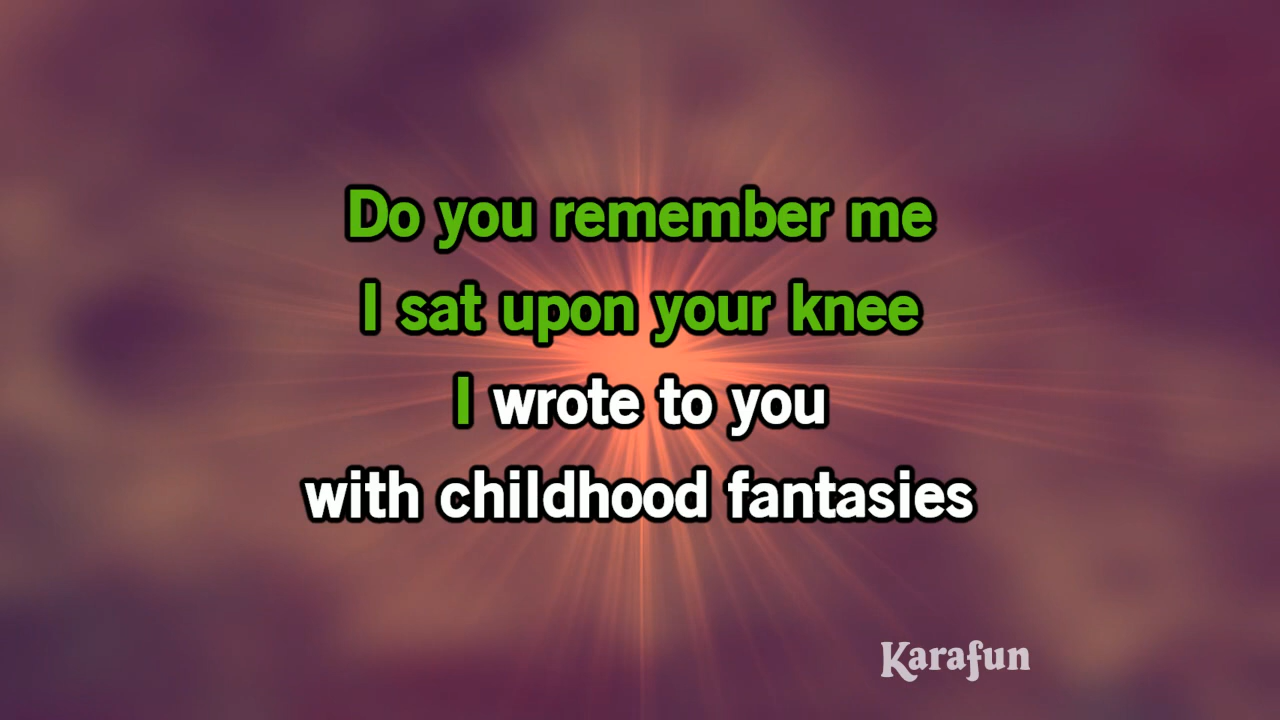 Do you remember me
I sat upon your knee
I wrote to you
with childhood fantasies
Karafun